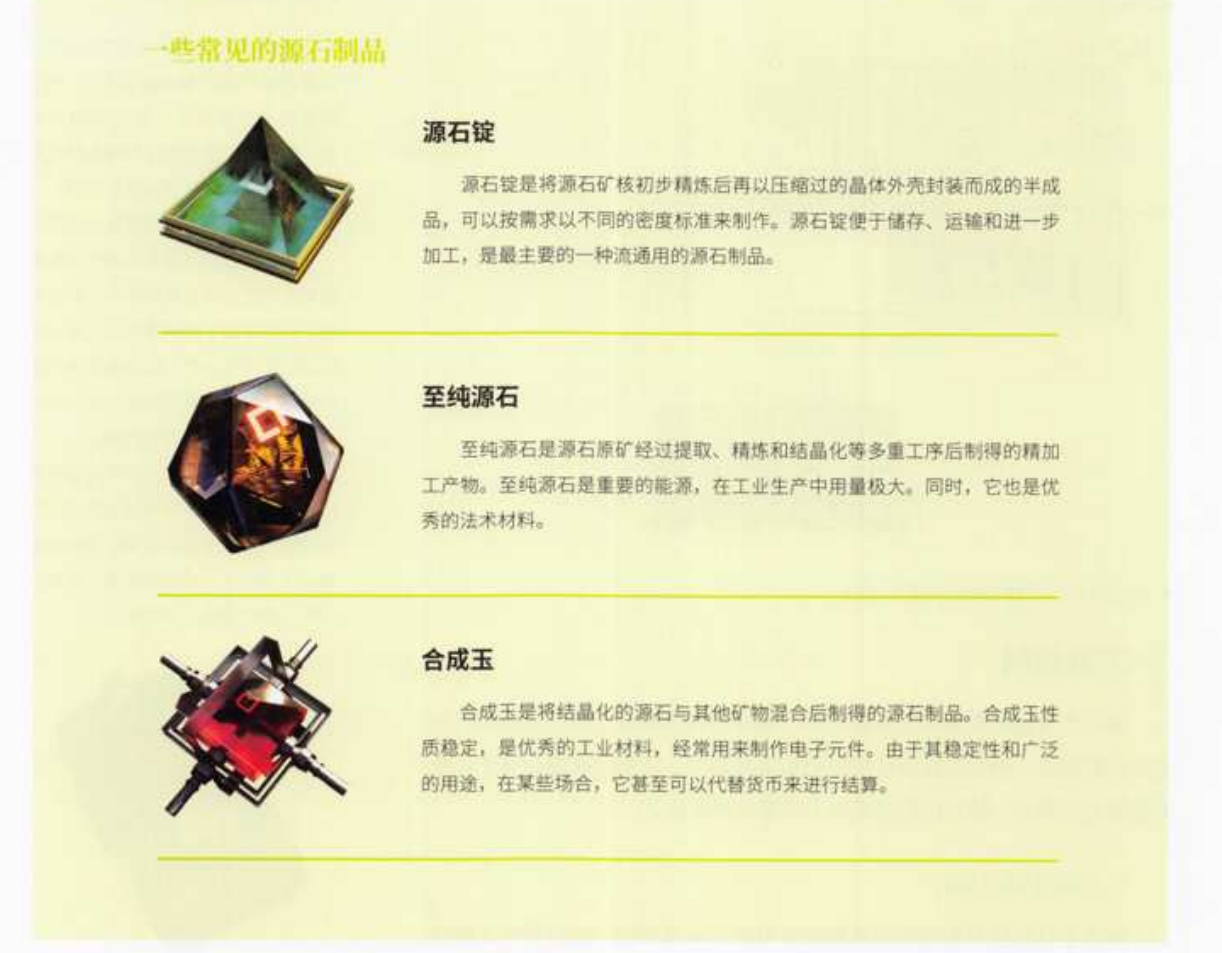 一些常见的源石制品
源石锭
源石锭是将源石矿核初步精炼后再以压缩过的晶体外壳封装而成的半成
品，可以按需求以不同的密度标准来制作。源石锭便于储存、运输和进一步
加工，是最主要的一种流通用的源石制品。
至纯源石
至纯源石是源石原矿经过提取、精炼和结晶化等多重工序后制得的精加
工产物。至纯源石是重要的能源，在工业生产中用量极大。同时，它也是优
秀的法术材料。
合成玉
合成玉是将结晶化的源石与其他矿物混合后制得的源石制品。合成玉性
质稳定，是优秀的工业材料，经常用来制作电子元件。由于其稳定性和广泛
的用途，在某些场合，它甚至可以代替货币来进行结算。